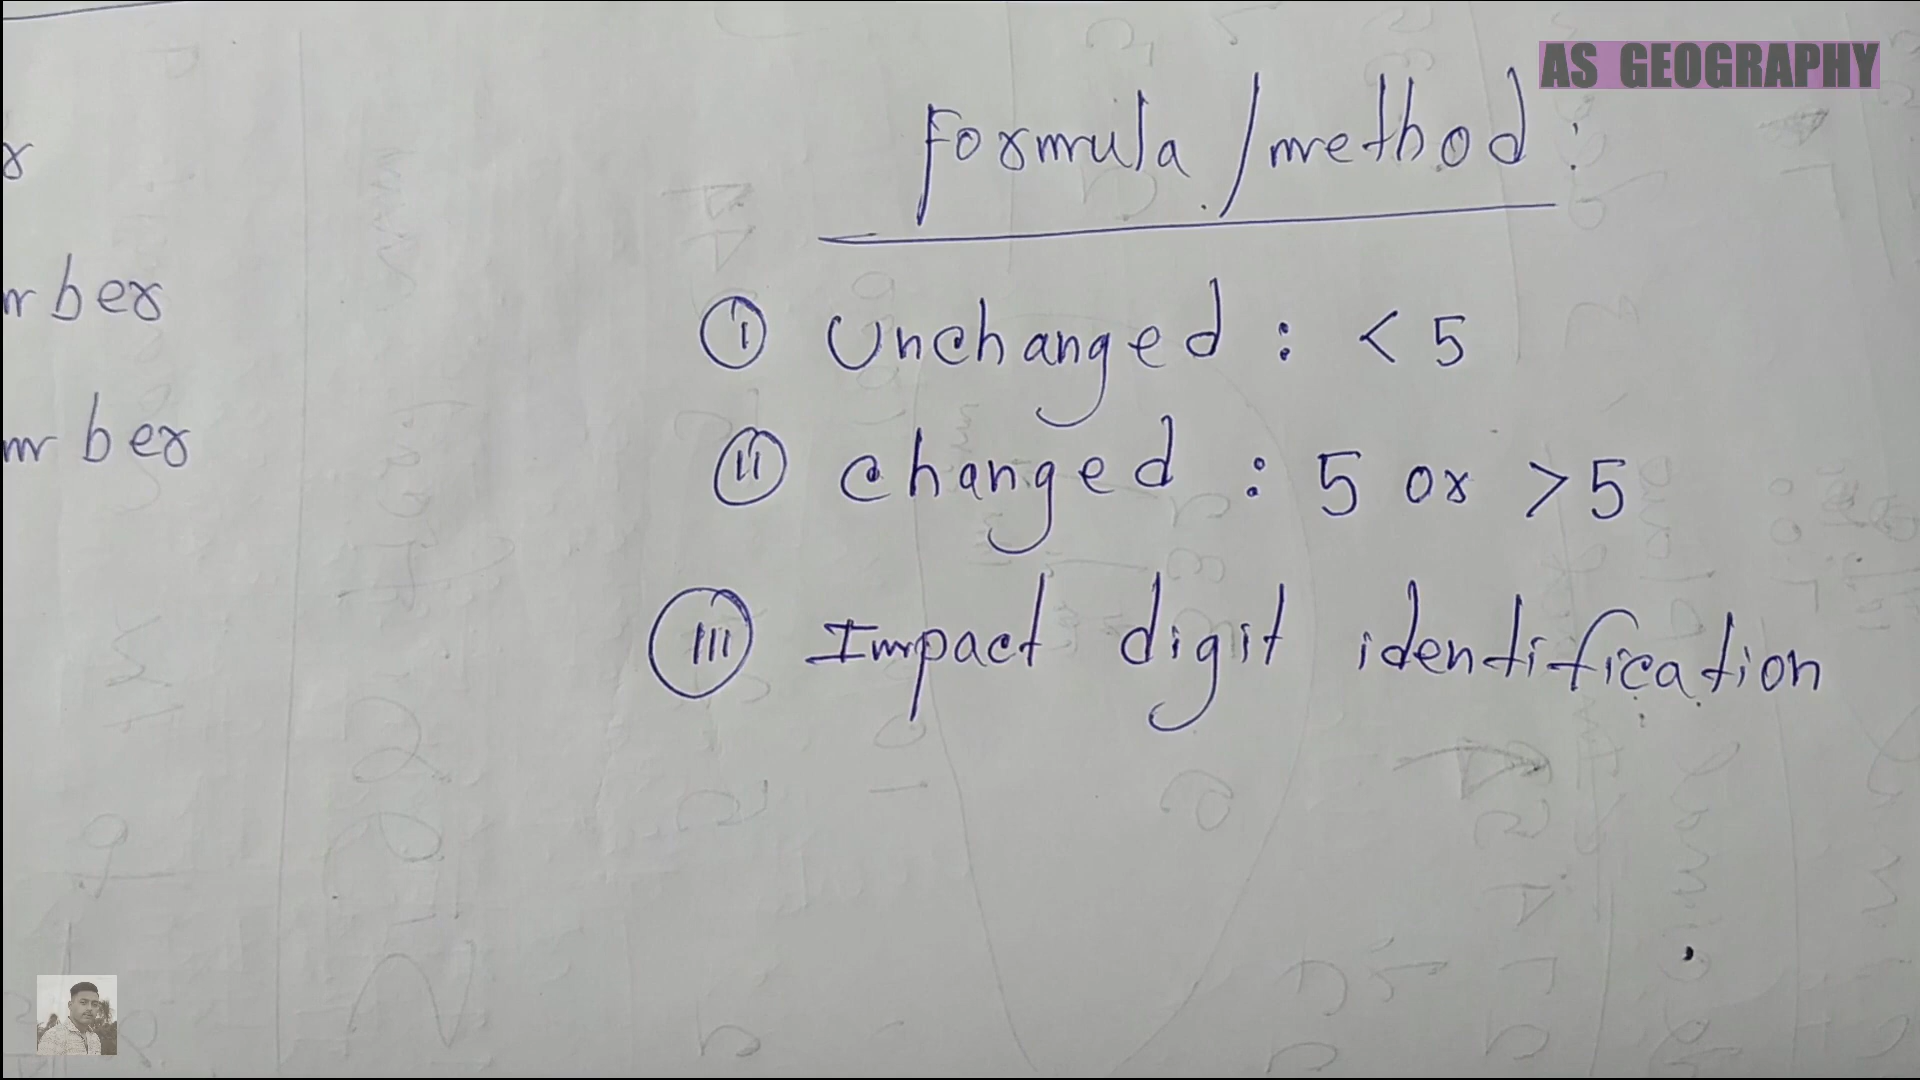 AS GEOGRAPHY
Formula / method :
(i) Unchanged : < 5
(ii) changed : 5 or > 5
(iii) Impact digit identification